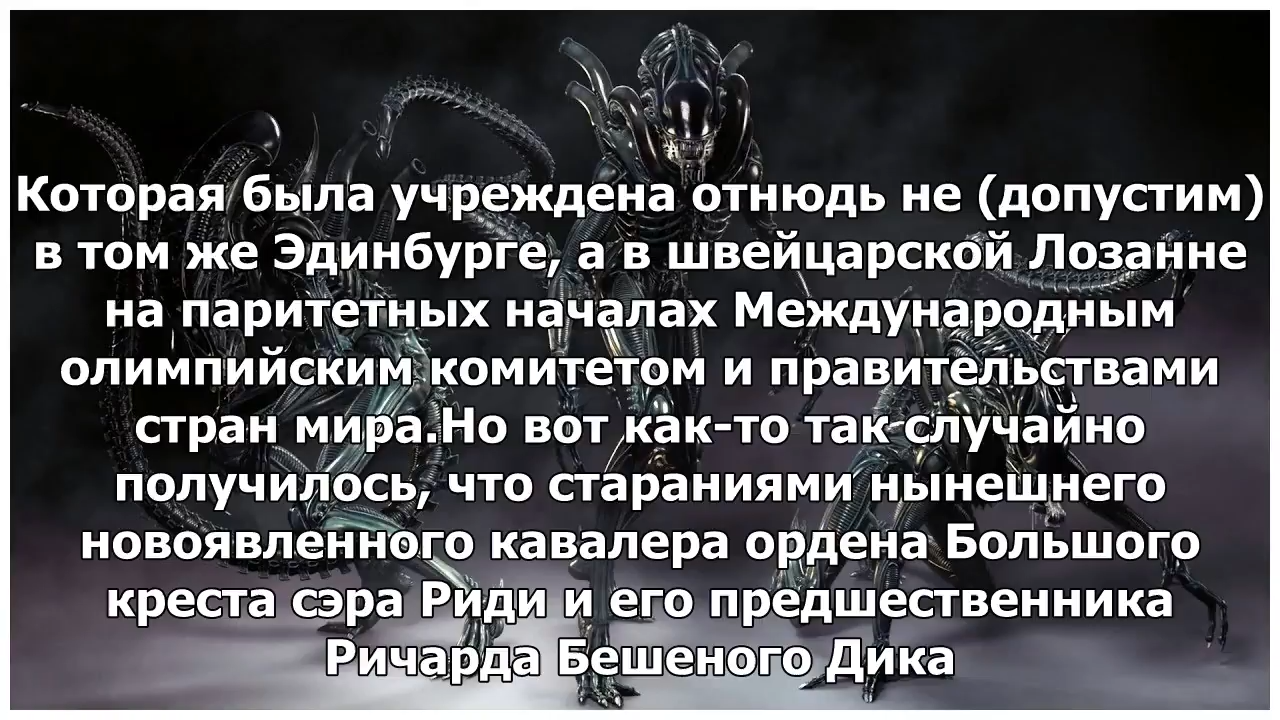 Которая была учреждена отнюдь не (допустим)
в том же Эдинбурге, а в швейцарской Лозанне
на паритетных началах Международным
олимпийским комитетом и правительствами
стран мира.Но вот как-то так случайно
получилось, что стараниями нынешнего
новоявленного кавалера ордена Большого
креста сэра Риди и его предшественника
Ричарда Бешеного Дика